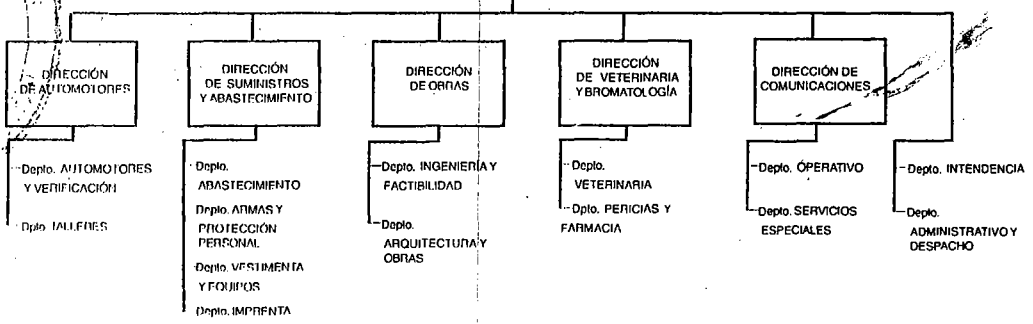 DIRECCIÓN
DE AUTOMOTORES
Depto. AUTOMOTORES
Y VERIFICACIÓN
Dpto. TALLERES
DIRECCIÓN
DE SUMINISTROS
Y ABASTECIMIENTO
Depto.
ABASTECIMIENTO
Depto. ARMAS Y
PROTECCIÓN
PERSONAL
Depto. VESTIMENTA
Y EQUIPOS
Depto. IMPRENTA
DIRECCIÓN
DE OBRAS
Depto. INGENIERÍA Y
FACTIBILIDAD
Depto.
ARQUITECTURA Y
OBRAS
DIRECCIÓN
DE VETERINARIA
Y BROMATOLOGÍA
Depto.
VETERINARIA
Dpto. PERICIAS Y
FARMACIA
DIRECCIÓN DE
COMUNICACIONES
Depto. OPERATIVO
Depto. SERVICIOS
ESPECIALES
Depto. INTENDENCIA
Depto.
ADMINISTRATIVO Y
DESPACHO